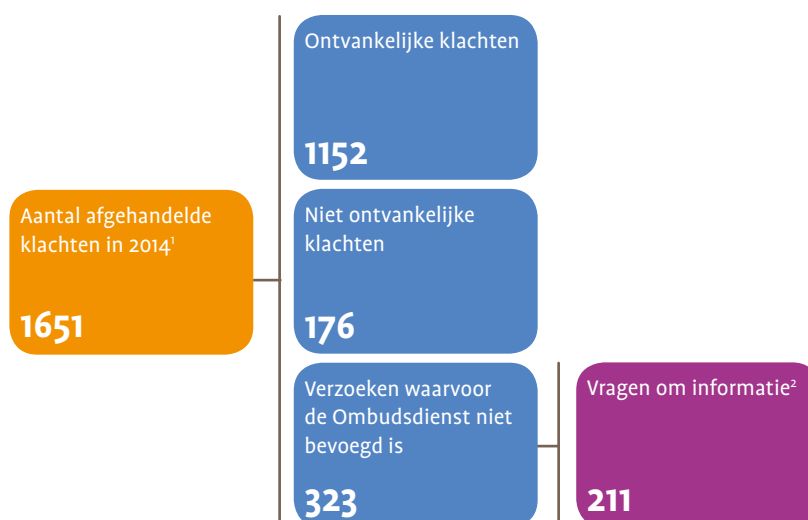 Ontvankelijke klachten
1152
Aantal afgehandelde
klachten in 2014¹
1651
Niet ontvankelijke
klachten
176
Verzoeken waarvoor
de Ombudsdienst niet
bevoegd is
323
Vragen om informatie²
211